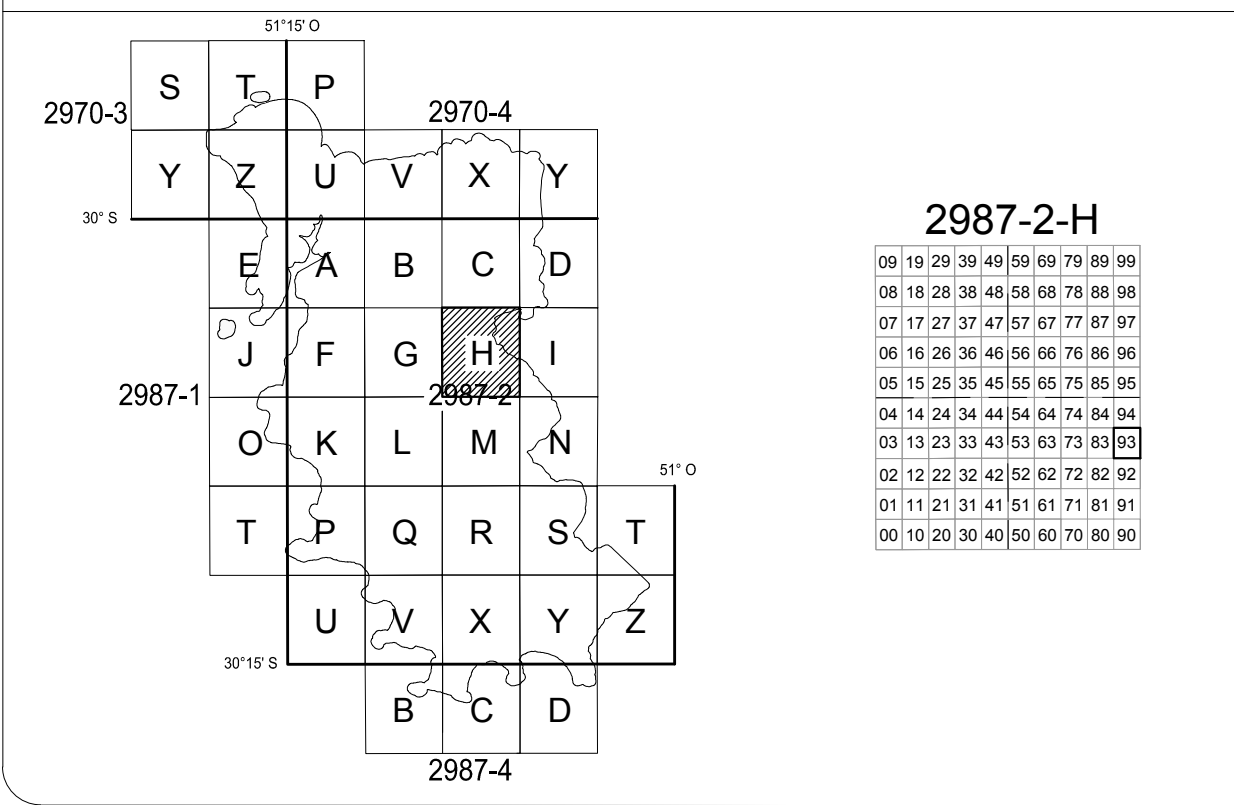 51°15' O
S T P
2970-3 2970-4
Y Z U V X Y
30° S
E A B C D
J F G H I
2987-1 2987-2
O K L M N
51° O
T P Q R S T
U V X Y Z
30°15' S
B C D
2987-4
2987-2-H
09 19 29 39 49 59 69 79 89 99
08 18 28 38 48 58 68 78 88 98
07 17 27 37 47 57 67 77 87 97
06 16 26 36 46 56 66 76 86 96
05 15 25 35 45 55 65 75 85 95
04 14 24 34 44 54 64 74 84 94
03 13 23 33 43 53 63 73 83 93
02 12 22 32 42 52 62 72 82 92
01 11 21 31 41 51 61 71 81 91
00 10 20 30 40 50 60 70 80 90